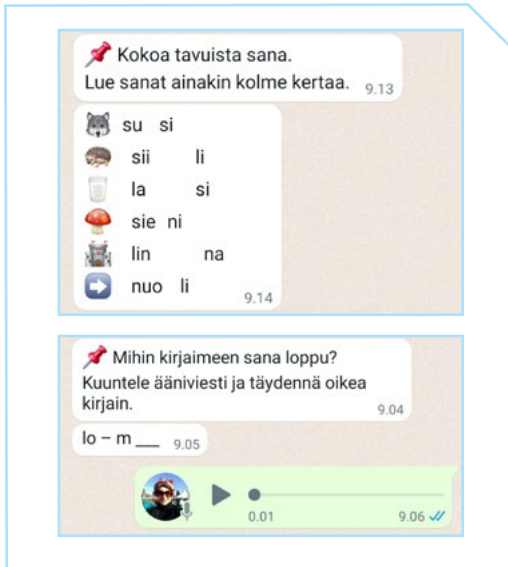 📌 Kokoa tavuista sana.
Lue sanat ainakin kolme kertaa. 9.13
🐺 su si
🦔 sii li
🥛 la si
🍄 sie ni
🏰 lin na
➡️ nuo li
9.14
📌 Mihin kirjaimeen sana loppu?
Kuuntele ääniviesti ja täydennä oikea
kirjain.
9.04
lo – m ___ 9.05
0.01 9.06